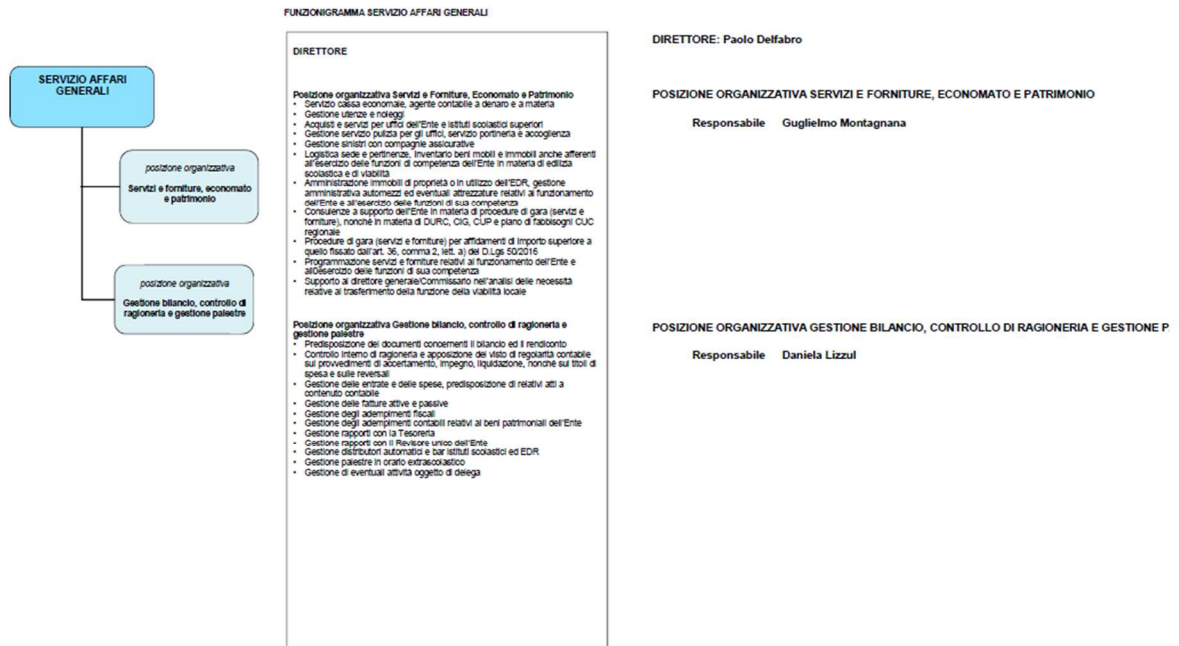 FUNZIONIGRAMMA SERVIZIO AFFARI GENERALI
SERVIZIO AFFARI
GENERALI
posizione organizzativa
Servizi e forniture, economato
e patrimonio
posizione organizzativa
Gestione bilancio, controllo di
ragioneria e gestione palestre
DIRETTORE
Posizione organizzativa Servizi e Forniture, Economato e Patrimonio
• Servizio cassa economale, agente contabile a denaro e a materia
• Gestione utenze e noleggi
• Acquisti e servizi per uffici dell'Ente e istituti scolastici superiori
• Gestione servizio pulizia per gli uffici, servizio portineria e accoglienza
• Gestione sinistri con compagnie assicurative
• Logistica sede e pertinenze, inventario beni mobili e immobili anche afferenti
all'esercizio delle funzioni di competenza dell'Ente in materia di edilizia
scolastica e di viabilità
• Amministrazione immobili di proprietà o in utilizzo dell'EDR, gestione
amministrativa automezzi ed eventuali attrezzature relativi al funzionamento
dell'Ente e all'esercizio delle funzioni di sua competenza
• Consulenze a supporto dell'Ente in materia di procedure di gara (servizi e
forniture), nonché in materia di DURC, CIG, CUP e piano di fabbisogni CUC
regionale
• Procedure di gara (servizi e forniture) per affidamenti di importo superiore a
quello fissato dall'art. 36, comma 2, lett. a) del D.Lgs 50/2016
• Programmazione servizi e forniture relativi al funzionamento dell'Ente e
all0esercizio delle funzioni di sua competenza
• Supporto al direttore generale/Commissario nell'analisi delle necessità
relative al trasferimento della funzione della viabilità locale
Posizione organizzativa Gestione bilancio, controllo di ragioneria e
gestione palestre
• Predisposizione dei documenti concernenti il bilancio ed il rendiconto
• Controllo interno di ragioneria e apposizione del visto di regolarità contabile
sui provvedimenti di accertamento, impegno, liquidazione, nonché sui titoli di
spesa e sulle reversali
• Gestione delle entrate e delle spese, predisposizione di relativi atti a
contenuto contabile
• Gestione delle fatture attive e passive
• Gestione degli adempimenti fiscali
• Gestione degli adempimenti contabili relativi ai beni patrimoniali dell'Ente
• Gestione rapporti con la Tesoreria
• Gestione rapporti con il Revisore unico dell'Ente
• Gestione distributori automatici e bar istituti scolastici ed EDR
• Gestione palestre in orario extrascolastico
• Gestione di eventuali attività oggetto di delega
DIRETTORE: Paolo Delfabro
POSIZIONE ORGANIZZATIVA SERVIZI E FORNITURE, ECONOMATO E PATRIMONIO
Responsabile Guglielmo Montagnana
POSIZIONE ORGANIZZATIVA GESTIONE BILANCIO, CONTROLLO DI RAGIONERIA E GESTIONE P
Responsabile Daniela Lizzul